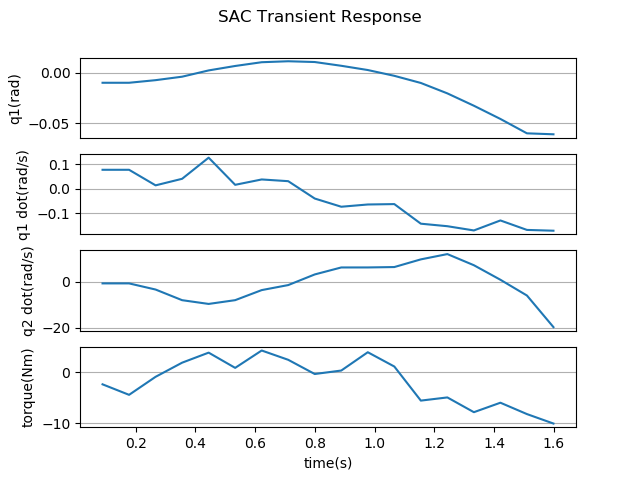 SAC Transient Response
0.00
−0.05
q1(rad)
0.1
0.0
−0.1
q1 dot(rad/s)
0
−20
q2 dot(rad/s)
0
−10
torque(Nm)
0.2 0.4 0.6 0.8 1.0 1.2 1.4 1.6
time(s)